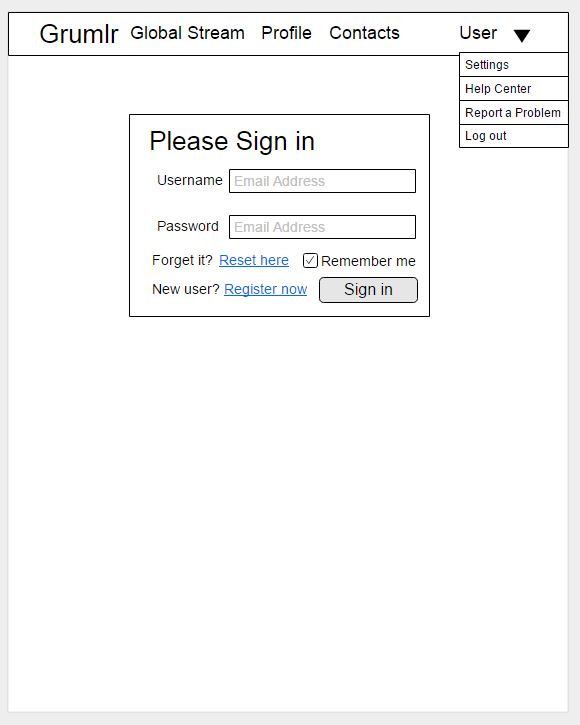 Grumlr Global Stream Profile Contacts User
Settings
Help Center
Report a Problem
Log out
Please Sign in
Username Email Address
Password Email Address
Forget it? Reset here Remember me
New user? Register now Sign in